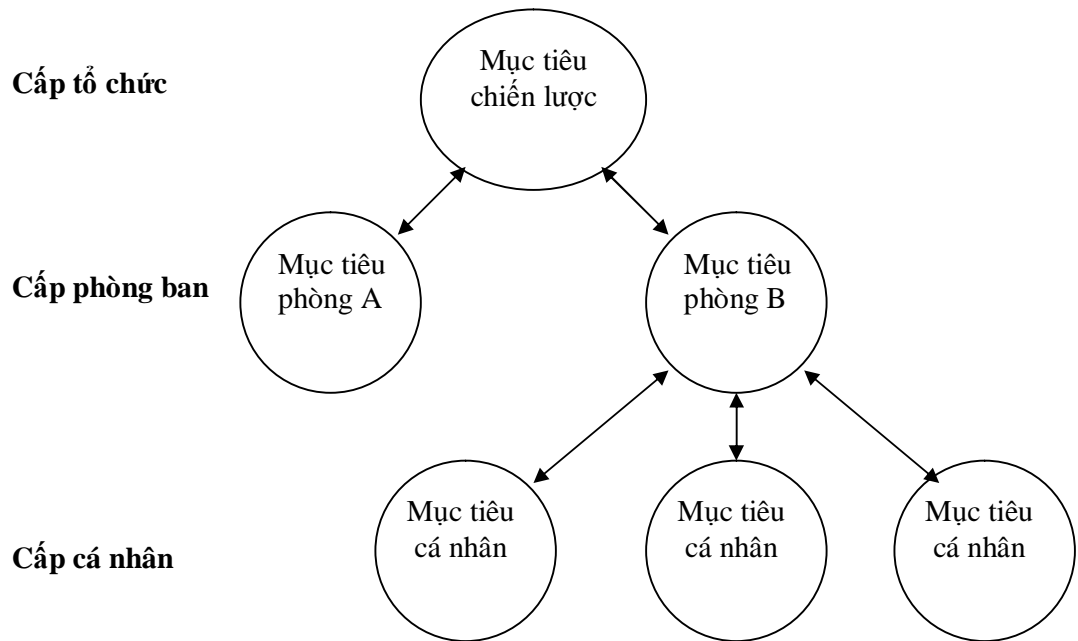 Mục tiêu
chiến lược
Cấp tổ chức
Mục tiêu
phòng A
Mục tiêu
phòng B
Cấp phòng ban
Mục tiêu
cá nhân
Mục tiêu
cá nhân
Mục tiêu
cá nhân
Cấp cá nhân